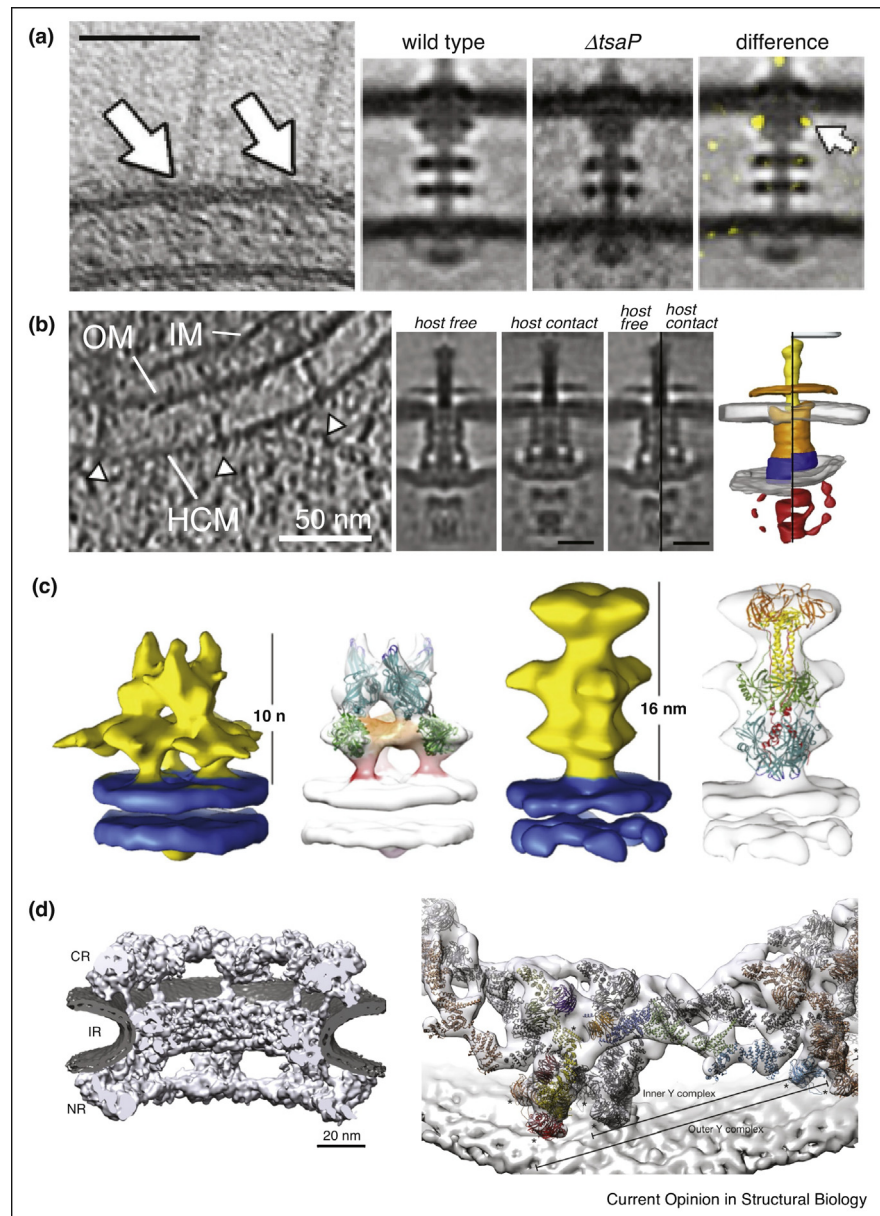 (a)
wild type
ΔtsaP
difference
(b)
OM
IM
HCM
50 nm
host free
host contact
host free
host contact
(c)
10 n
16 nm
(d)
CR
IR
NR
20 nm
Inner Y complex
Outer Y complex
Current Opinion in Structural Biology